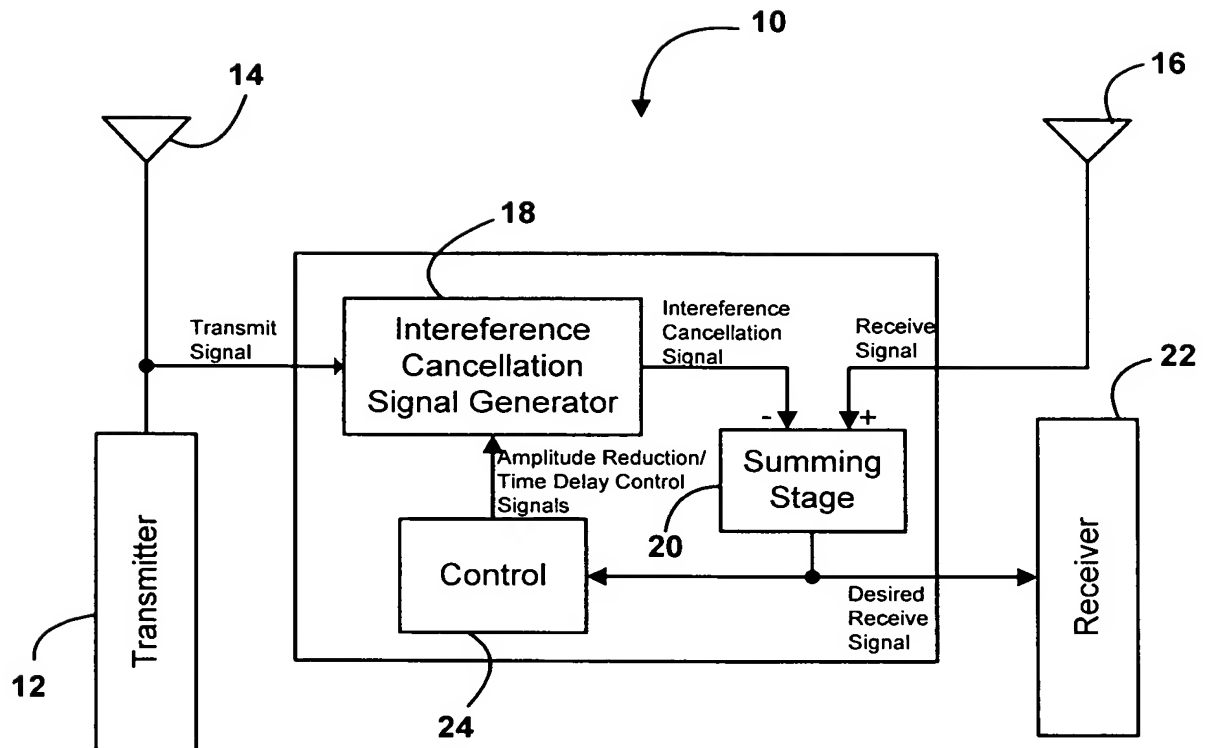 10
14
16
18
Transmit
Signal
Intereference
Cancellation
Signal Generator
Intereference
Cancellation
Signal
Receive
Signal
22
- +
Amplitude Reduction/
Time Delay Control
Signals
Summing
Stage
20
Control
Desired
Receive
Signal
Transmitter
Receiver
12
24